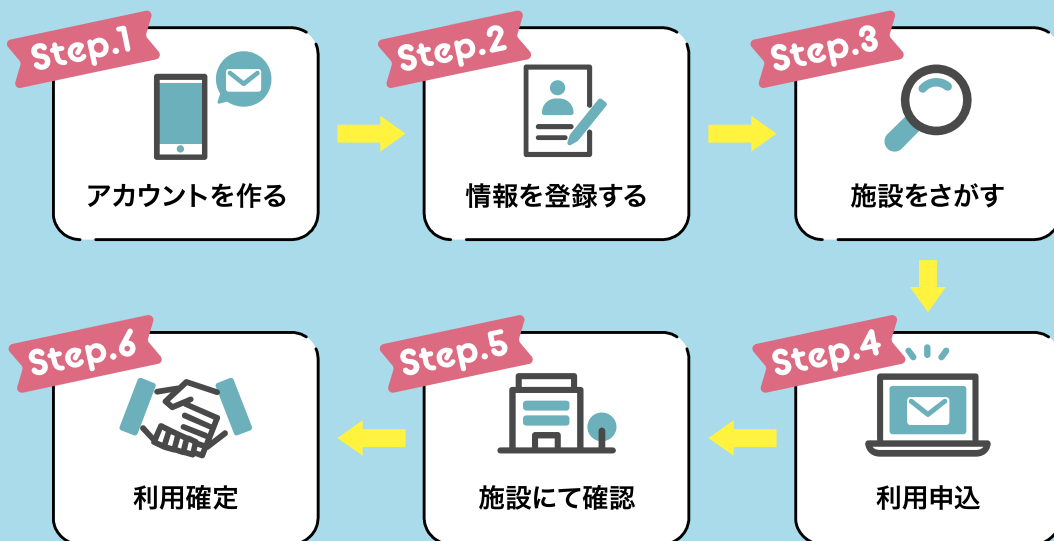 Step.1
アカウントを作る
Step.2
情報を登録する
Step.3
施設をさがす
Step.4
利用申込
Step.5
施設にて確認
Step.6
利用確定